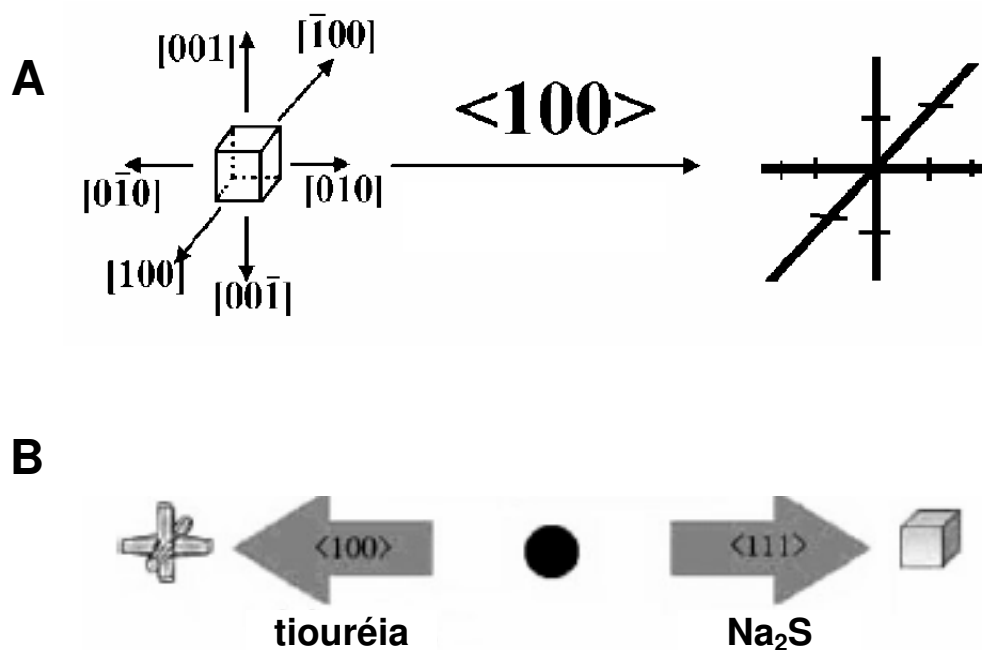 A
[001]
[1̄00]
<100>
[01̄0]
[010]
[100]
[001̄]
B
<100>
<111>
tiouréia
Na₂S